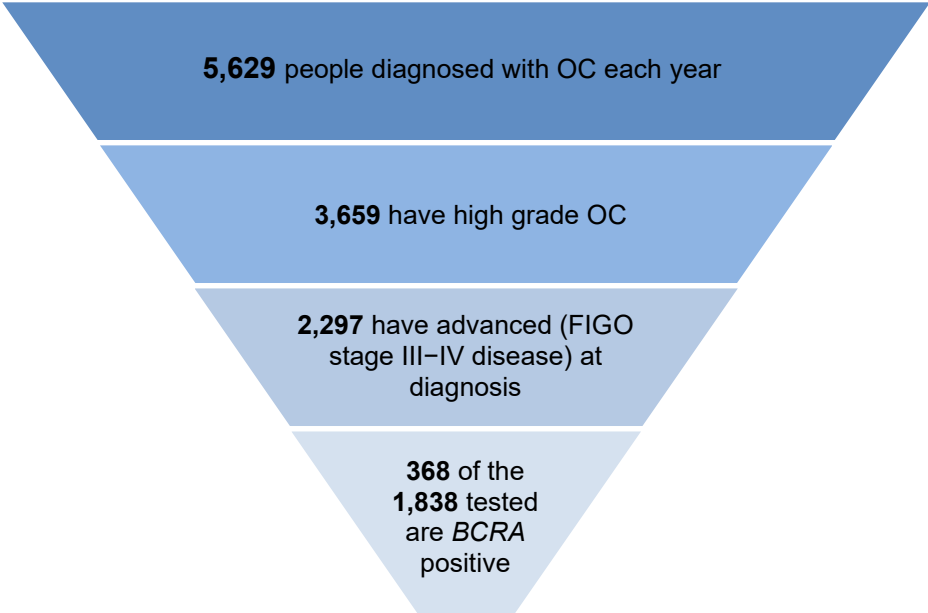 5,629 people diagnosed with OC each year
3,659 have high grade OC
2,297 have advanced (FIGO
stage III−IV disease) at
diagnosis
368 of the
1,838 tested
are BCRA
positive